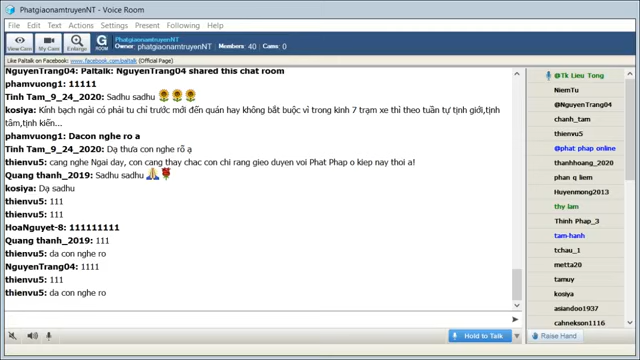 PhatgiaonamtruyenNT - Voice Room
File Edit Text Actions Settings Present Following Help
View Cams
My Cam
Enlarge
G
ROOM
PhatgiaonamtruyenNT
Owner phatgiaonamtruyenNT Members: 40 Cams: 0
Like Paltalk on Facebook: www.facebook.com/paltalk (Official Page)
NguyenTrang04: Paltalk: NguyenTrang04 shared this chat room
phamvuong1: 11111
Tinh Tam_9_24_2020: Sadhu sadhu
kosiya: Kính bạch ngài có phải tu chỉ trước mới đến quán hay không bắt buộc vì trong kinh 7 trạm xe thì theo tuần tự tịnh giới,tịnh
tâm,tịnh kiến...
phamvuong1: Dacon nghe ro a
Tinh Tam_9_24_2020: Dạ thưa con nghe rõ ạ
thienvu5: cang nghe Ngai day, con cang thay chac con chi rang gieo duyen voi Phat Phap o kiep nay thoi a!
Quang thanh_2019: Sadhu sadhu
kosiya: Dạ sadhu
thienvu5: 111
thienvu5: 111
HoaNguyet-8: 111111111
Quang thanh_2019: 111
thienvu5: da con nghe ro
NguyenTrang04: 1111
thienvu5: 111
thienvu5: da con nghe ro
@Tk Lieu Tong
NiemTu
@NguyenTrang04
chanh_tam
thienvu5
@phat phap online
thanhhoang_2020
phan q liem
Huyenmong2013
thy lam
Thinh Phap_3
tam-hanh
tchau_1
metta20
tamuy
kosiya
asiandoo1937
cahnekson1116
Hold to Talk
Raise Hand